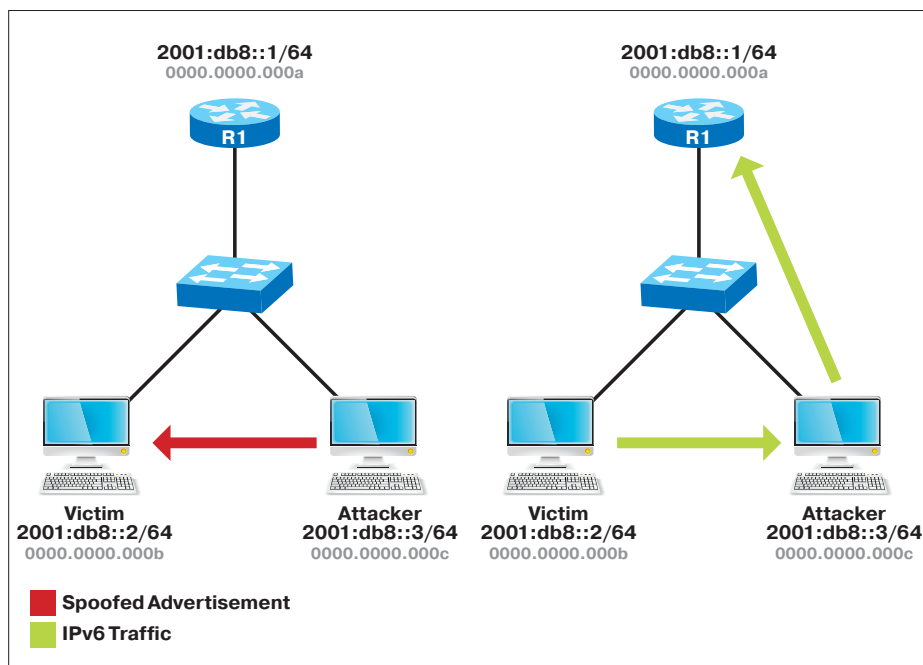 2001:db8::1/64
0000.0000.000a
R1
Victim
2001:db8::2/64
0000.0000.000b
Attacker
2001:db8::3/64
0000.0000.000c
2001:db8::1/64
0000.0000.000a
R1
Victim
2001:db8::2/64
0000.0000.000b
Attacker
2001:db8::3/64
0000.0000.000c
Spoofed Advertisement
IPv6 Traffic